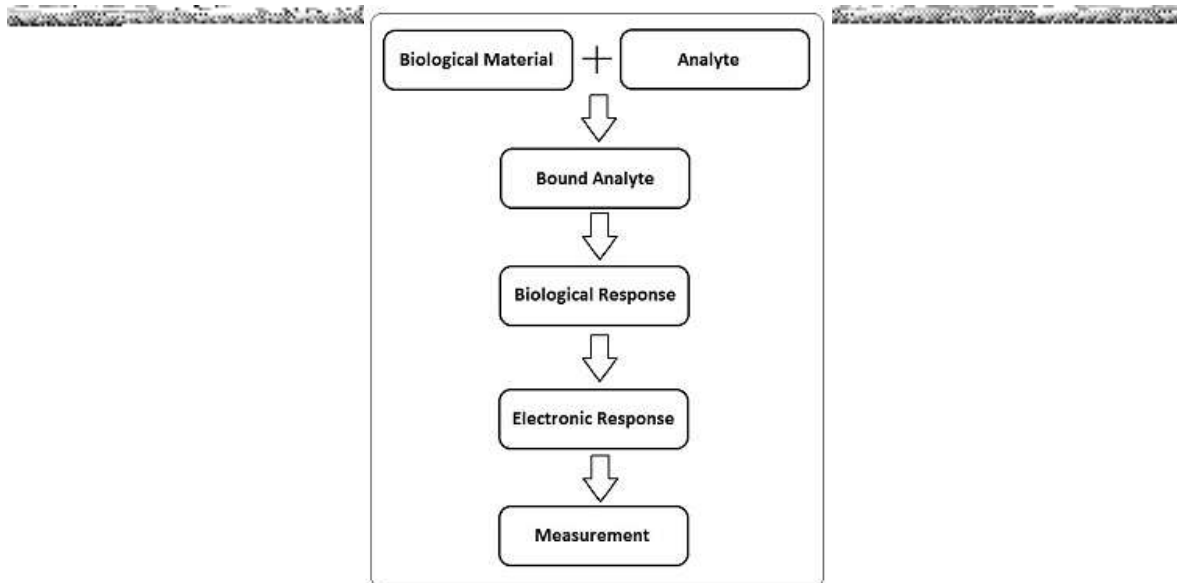 Biological Material + Analyte
Bound Analyte
Biological Response
Electronic Response
Measurement